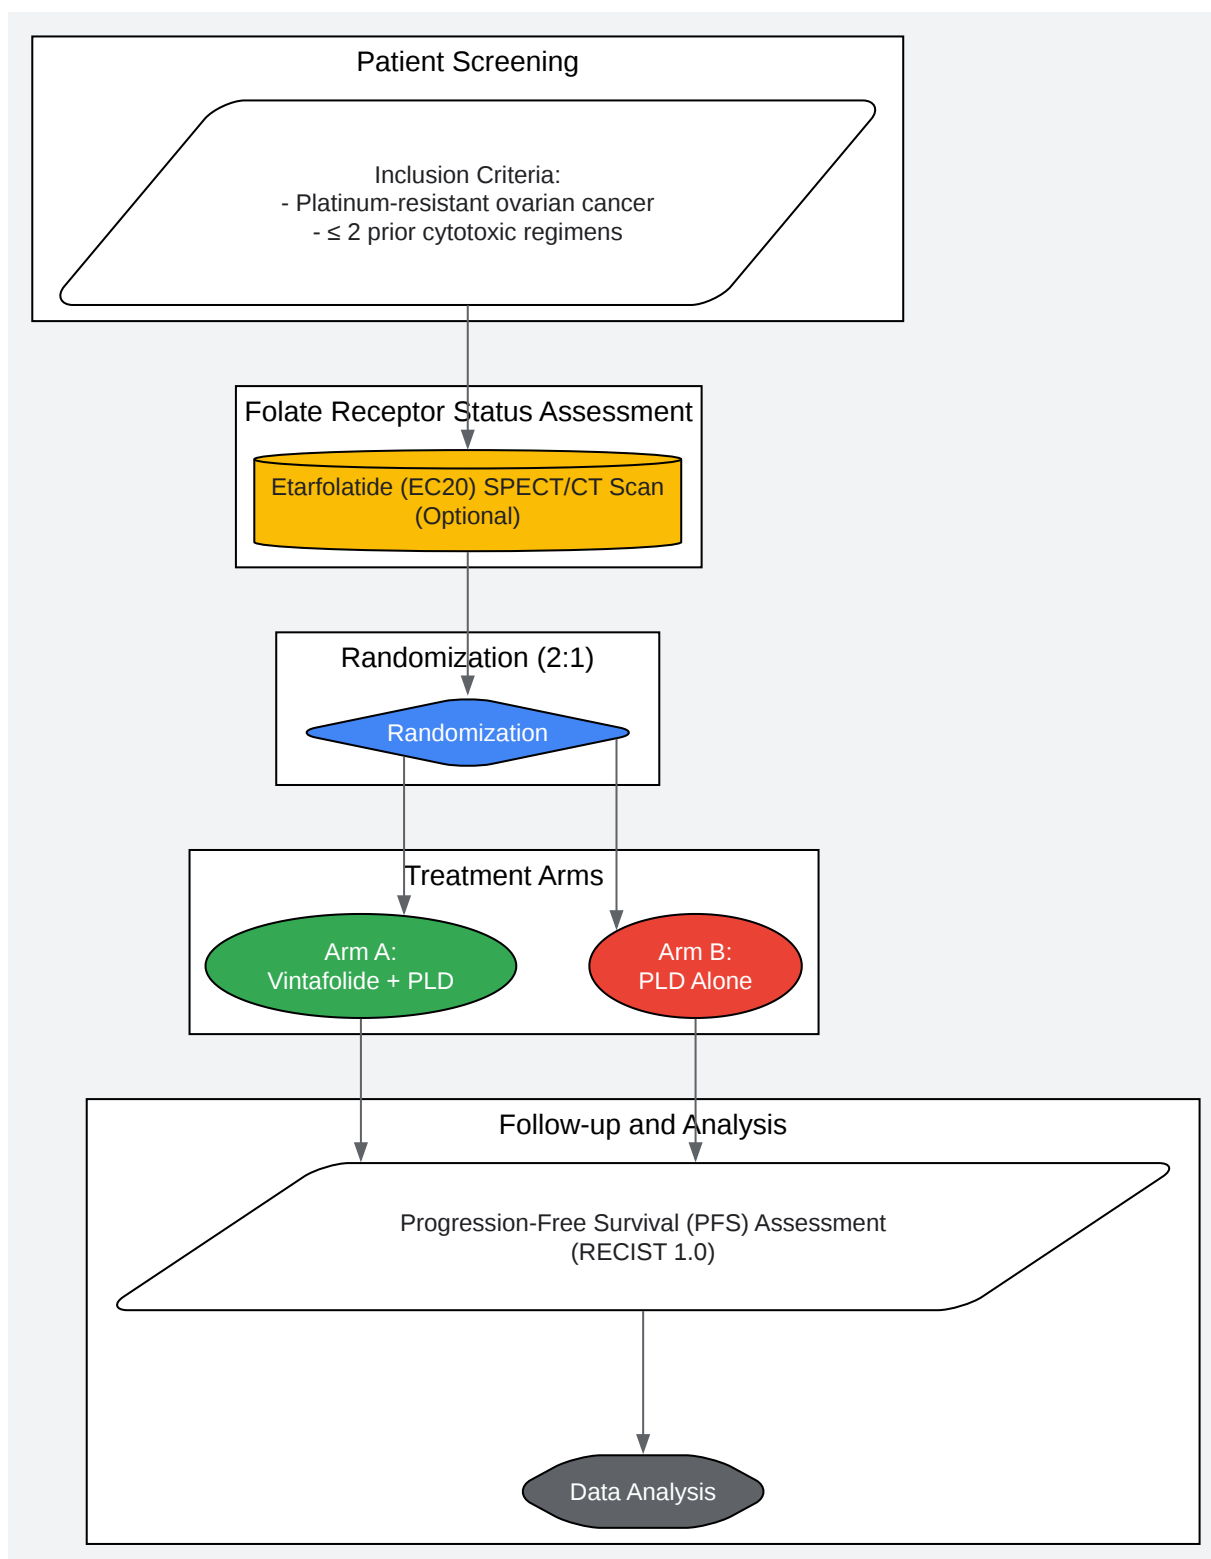 Patient Screening
Inclusion Criteria:
- Platinum-resistant ovarian cancer
- ≤ 2 prior cytotoxic regimens
Folate Receptor Status Assessment
Etarfolatide (EC20) SPECT/CT Scan
(Optional)
Randomization (2:1)
Randomization
Treatment Arms
Arm A:
Vintafolide + PLD
Arm B:
PLD Alone
Follow-up and Analysis
Progression-Free Survival (PFS) Assessment
(RECIST 1.0)
Data Analysis